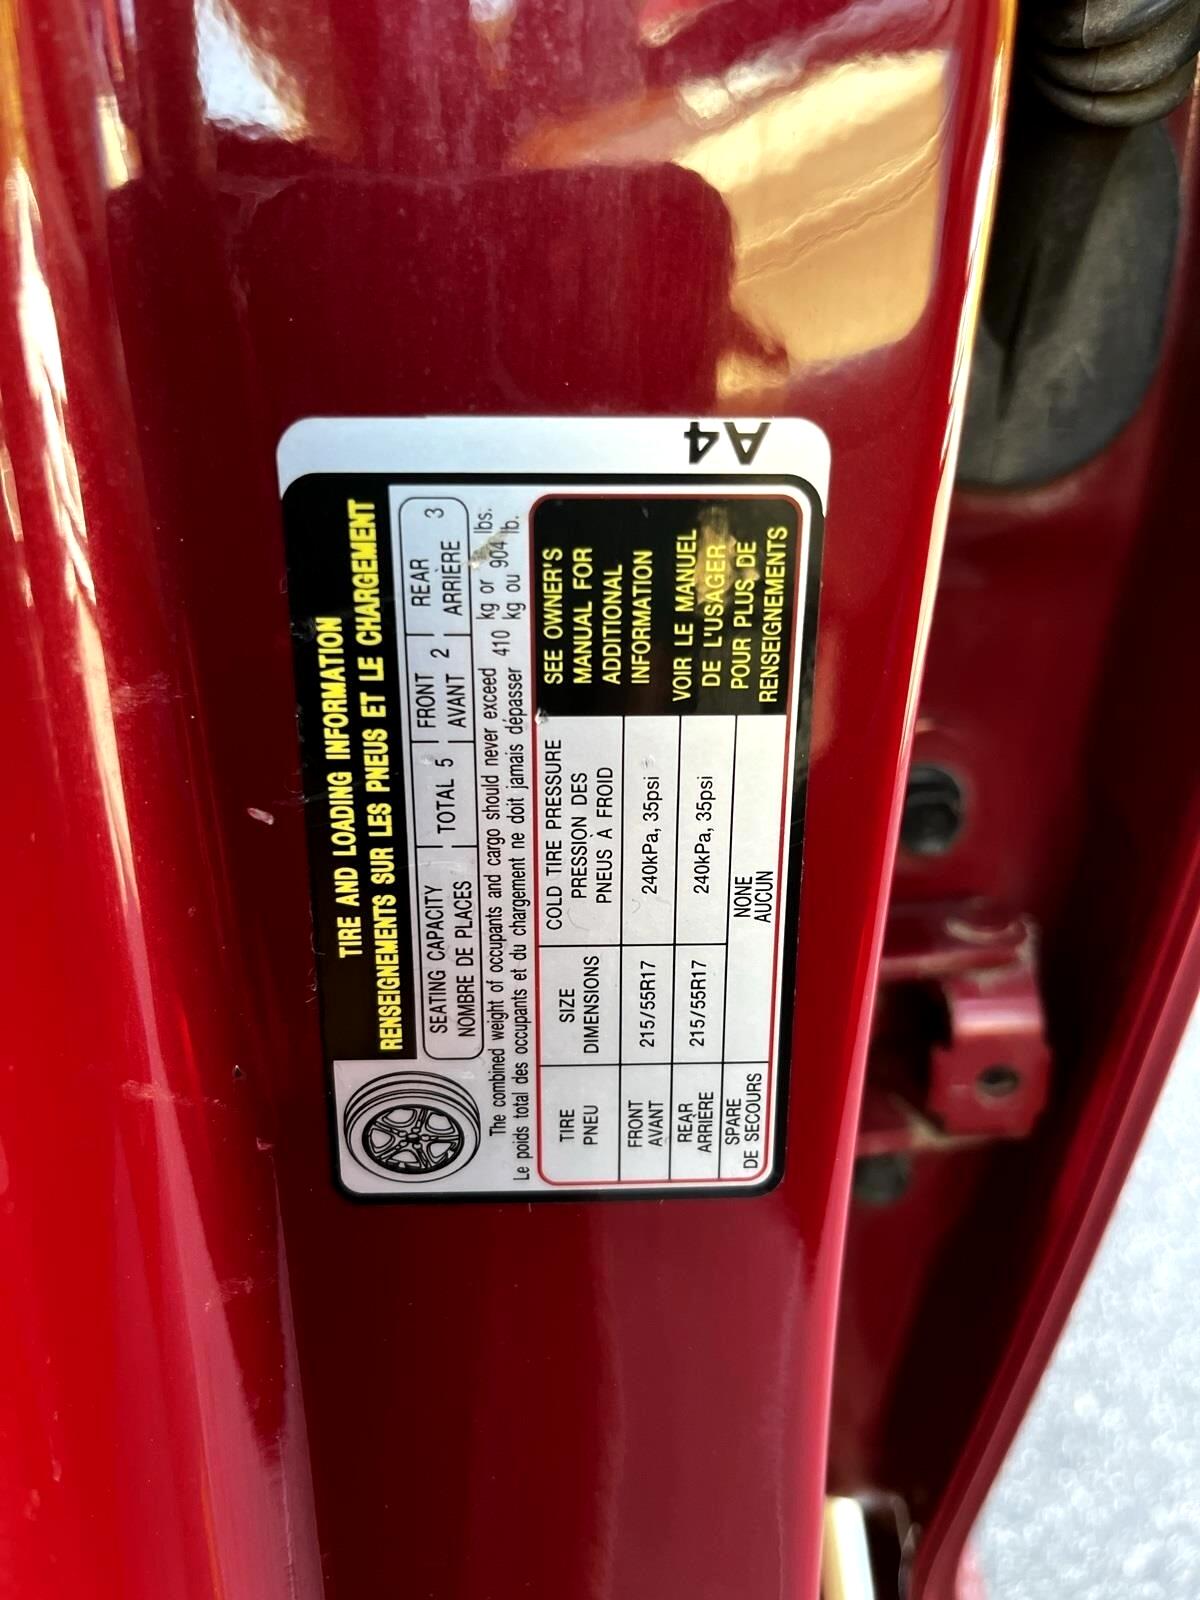 A4
TIRE AND LOADING INFORMATION
RENSEIGNEMENTS SUR LES PNEUS ET LE CHARGEMENT
SEATING CAPACITY
NOMBRE DE PLACES
TOTAL 5
FRONT
AVANT 2
REAR
ARRIÈRE 3
The combined weight of occupants and cargo should never exceed 410 kg or 904 lbs.
Le poids total des occupants et du chargement ne doit jamais dépasser 410 kg ou 904 lb.
TIRE
PNEU
SIZE
DIMENSIONS
COLD TIRE PRESSURE
PRESSION DES
PNEUS À FROID
FRONT
AVANT
215/55R17
240kPa, 35psi
REAR
ARRIERE
215/55R17
240kPa, 35psi
SPARE
DE SECOURS
NONE
AUCUN
SEE OWNER'S
MANUAL FOR
ADDITIONAL
INFORMATION
VOIR LE MANUEL
DE L'USAGER
POUR PLUS DE
RENSEIGNEMENTS